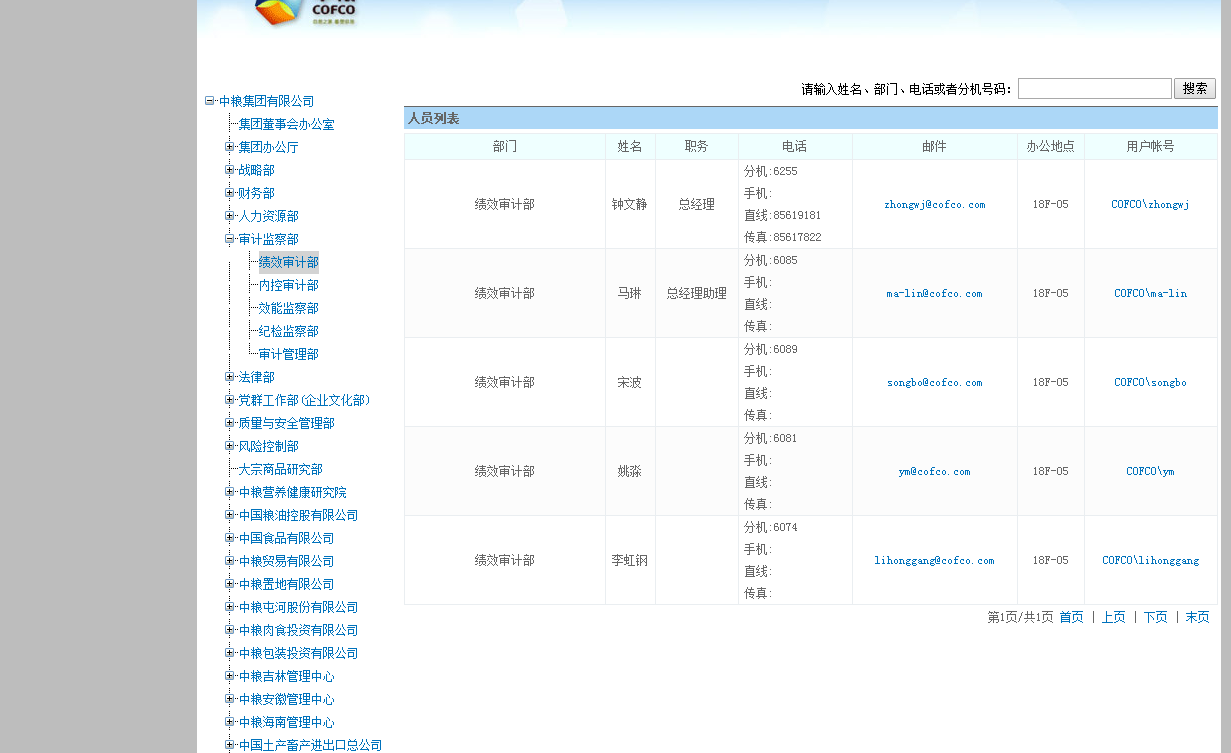 COFCO
请输入姓名、部门、电话或者分机号码： 搜索
中粮集团有限公司
集团董事会办公室
集团办公厅
战略部
财务部
人力资源部
审计监察部
绩效审计部
内控审计部
效能监察部
纪检监察部
审计管理部
法律部
党群工作部(企业文化部)
质量与安全管理部
风险控制部
大宗商品研究部
中粮营养健康研究院
中国粮油控股有限公司
中国食品有限公司
中粮贸易有限公司
中粮置地有限公司
中粮屯河股份有限公司
中粮肉食投资有限公司
中粮包装投资有限公司
中粮吉林管理中心
中粮安徽管理中心
中粮海南管理中心
中国土产畜产进出口总公司
人员列表
部门 姓名 职务 电话 邮件 办公地点 用户帐号
分机:6255
手机:
绩效审计部 钟文静 总经理 zhongwj@cofco.com 18F-05 COFCO\zhongwj
直线:85619181
传真:85617822
分机:6085
手机:
绩效审计部 马琳 总经理助理 ma-lin@cofco.com 18F-05 COFCO\ma-lin
直线:
传真:
分机:6089
手机:
绩效审计部 宋波 songbo@cofco.com 18F-05 COFCO\songbo
直线:
传真:
分机:6081
手机:
绩效审计部 姚淼 ym@cofco.com 18F-05 COFCO\ym
直线:
传真:
分机:6074
手机:
绩效审计部 李虹钢 lihonggang@cofco.com 18F-05 COFCO\lihonggang
直线:
传真:
第1页/共1页 首页 | 上页 | 下页 | 末页